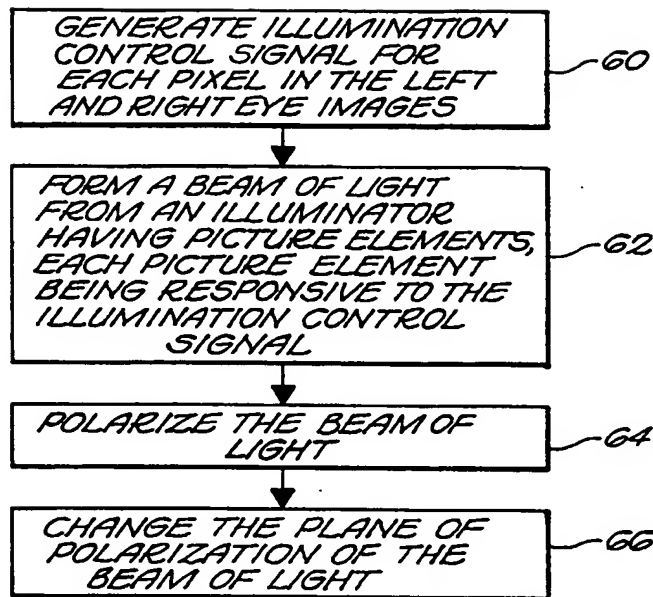 GENERATE ILLUMINATION
CONTROL SIGNAL FOR
EACH PIXEL IN THE LEFT
AND RIGHT EYE IMAGES
60
FORM A BEAM OF LIGHT
FROM AN ILLUMINATOR
HAVING PICTURE ELEMENTS,
EACH PICTURE ELEMENT
BEING RESPONSIVE TO THE
ILLUMINATION CONTROL
SIGNAL
62
POLARIZE THE BEAM OF
LIGHT
64
CHANGE THE PLANE OF
POLARIZATION OF THE
BEAM OF LIGHT
66